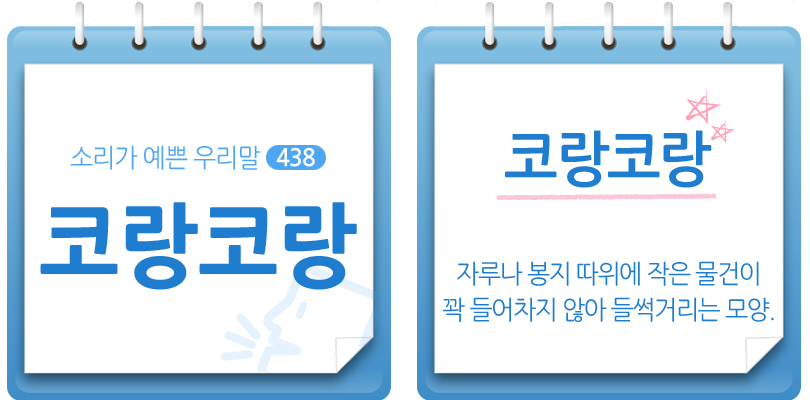 소리가 예쁜 우리말 438
코랑코랑
코랑코랑
자루나 봉지 따위에 작은 물건이
꽉 들어차지 않아 들썩거리는 모양.